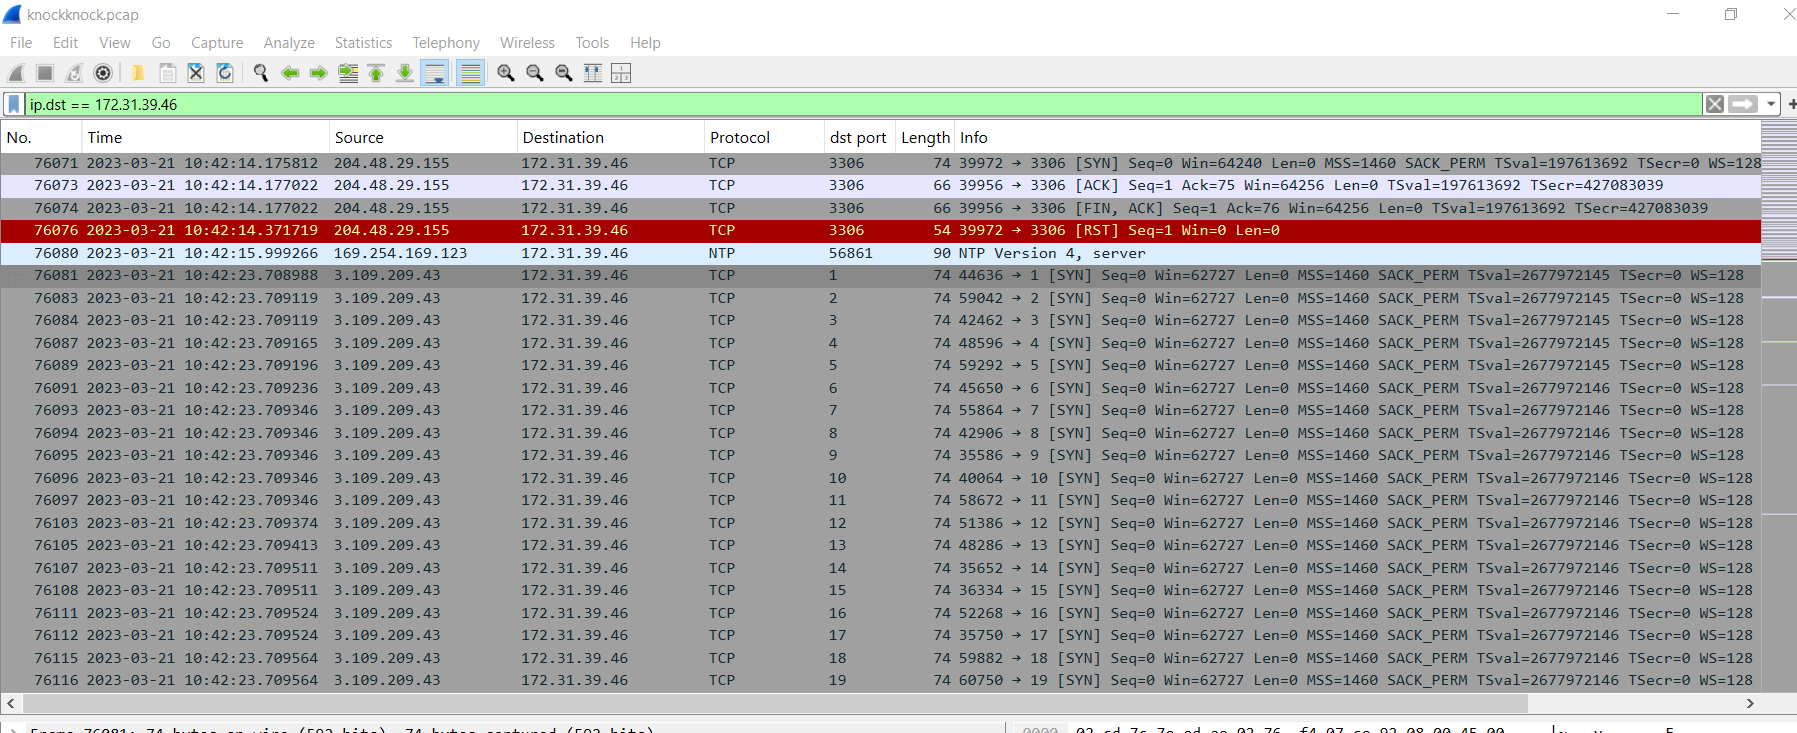 knockknock.pcap
File Edit View Go Capture Analyze Statistics Telephony Wireless Tools Help
ip.dst == 172.31.39.46
No. Time Source Destination Protocol dst port Length Info
76071 2023-03-21 10:42:14.175812 204.48.29.155 172.31.39.46 TCP 3306 74 39972 → 3306 [SYN] Seq=0 Win=64240 Len=0 MSS=1460 SACK_PERM TSval=197613692 TSecr=0 WS=128
76073 2023-03-21 10:42:14.177022 204.48.29.155 172.31.39.46 TCP 3306 66 39956 → 3306 [ACK] Seq=1 Ack=75 Win=64256 Len=0 TSval=197613692 TSecr=427083039
76074 2023-03-21 10:42:14.177022 204.48.29.155 172.31.39.46 TCP 3306 66 39956 → 3306 [FIN, ACK] Seq=1 Ack=76 Win=64256 Len=0 TSval=197613692 TSecr=427083039
76076 2023-03-21 10:42:14.371719 204.48.29.155 172.31.39.46 TCP 3306 54 39972 → 3306 [RST] Seq=1 Win=0 Len=0
76080 2023-03-21 10:42:15.999266 169.254.169.123 172.31.39.46 NTP 56861 90 NTP Version 4, server
76081 2023-03-21 10:42:23.708988 3.109.209.43 172.31.39.46 TCP 1 74 44636 → 1 [SYN] Seq=0 Win=62727 Len=0 MSS=1460 SACK_PERM TSval=2677972145 TSecr=0 WS=128
76083 2023-03-21 10:42:23.709119 3.109.209.43 172.31.39.46 TCP 2 74 59042 → 2 [SYN] Seq=0 Win=62727 Len=0 MSS=1460 SACK_PERM TSval=2677972145 TSecr=0 WS=128
76084 2023-03-21 10:42:23.709119 3.109.209.43 172.31.39.46 TCP 3 74 42462 → 3 [SYN] Seq=0 Win=62727 Len=0 MSS=1460 SACK_PERM TSval=2677972145 TSecr=0 WS=128
76087 2023-03-21 10:42:23.709165 3.109.209.43 172.31.39.46 TCP 4 74 48596 → 4 [SYN] Seq=0 Win=62727 Len=0 MSS=1460 SACK_PERM TSval=2677972145 TSecr=0 WS=128
76089 2023-03-21 10:42:23.709196 3.109.209.43 172.31.39.46 TCP 5 74 59292 → 5 [SYN] Seq=0 Win=62727 Len=0 MSS=1460 SACK_PERM TSval=2677972145 TSecr=0 WS=128
76091 2023-03-21 10:42:23.709236 3.109.209.43 172.31.39.46 TCP 6 74 45650 → 6 [SYN] Seq=0 Win=62727 Len=0 MSS=1460 SACK_PERM TSval=2677972146 TSecr=0 WS=128
76093 2023-03-21 10:42:23.709346 3.109.209.43 172.31.39.46 TCP 7 74 55864 → 7 [SYN] Seq=0 Win=62727 Len=0 MSS=1460 SACK_PERM TSval=2677972146 TSecr=0 WS=128
76094 2023-03-21 10:42:23.709346 3.109.209.43 172.31.39.46 TCP 8 74 42906 → 8 [SYN] Seq=0 Win=62727 Len=0 MSS=1460 SACK_PERM TSval=2677972146 TSecr=0 WS=128
76095 2023-03-21 10:42:23.709346 3.109.209.43 172.31.39.46 TCP 9 74 35586 → 9 [SYN] Seq=0 Win=62727 Len=0 MSS=1460 SACK_PERM TSval=2677972146 TSecr=0 WS=128
76096 2023-03-21 10:42:23.709346 3.109.209.43 172.31.39.46 TCP 10 74 40064 → 10 [SYN] Seq=0 Win=62727 Len=0 MSS=1460 SACK_PERM TSval=2677972146 TSecr=0 WS=128
76097 2023-03-21 10:42:23.709346 3.109.209.43 172.31.39.46 TCP 11 74 58672 → 11 [SYN] Seq=0 Win=62727 Len=0 MSS=1460 SACK_PERM TSval=2677972146 TSecr=0 WS=128
76103 2023-03-21 10:42:23.709374 3.109.209.43 172.31.39.46 TCP 12 74 51386 → 12 [SYN] Seq=0 Win=62727 Len=0 MSS=1460 SACK_PERM TSval=2677972146 TSecr=0 WS=128
76105 2023-03-21 10:42:23.709413 3.109.209.43 172.31.39.46 TCP 13 74 48286 → 13 [SYN] Seq=0 Win=62727 Len=0 MSS=1460 SACK_PERM TSval=2677972146 TSecr=0 WS=128
76107 2023-03-21 10:42:23.709511 3.109.209.43 172.31.39.46 TCP 14 74 35652 → 14 [SYN] Seq=0 Win=62727 Len=0 MSS=1460 SACK_PERM TSval=2677972146 TSecr=0 WS=128
76108 2023-03-21 10:42:23.709511 3.109.209.43 172.31.39.46 TCP 15 74 36334 → 15 [SYN] Seq=0 Win=62727 Len=0 MSS=1460 SACK_PERM TSval=2677972146 TSecr=0 WS=128
76111 2023-03-21 10:42:23.709524 3.109.209.43 172.31.39.46 TCP 16 74 52268 → 16 [SYN] Seq=0 Win=62727 Len=0 MSS=1460 SACK_PERM TSval=2677972146 TSecr=0 WS=128
76112 2023-03-21 10:42:23.709524 3.109.209.43 172.31.39.46 TCP 17 74 35750 → 17 [SYN] Seq=0 Win=62727 Len=0 MSS=1460 SACK_PERM TSval=2677972146 TSecr=0 WS=128
76115 2023-03-21 10:42:23.709564 3.109.209.43 172.31.39.46 TCP 18 74 59882 → 18 [SYN] Seq=0 Win=62727 Len=0 MSS=1460 SACK_PERM TSval=2677972146 TSecr=0 WS=128
76116 2023-03-21 10:42:23.709564 3.109.209.43 172.31.39.46 TCP 19 74 60750 → 19 [SYN] Seq=0 Win=62727 Len=0 MSS=1460 SACK_PERM TSval=2677972146 TSecr=0 WS=128